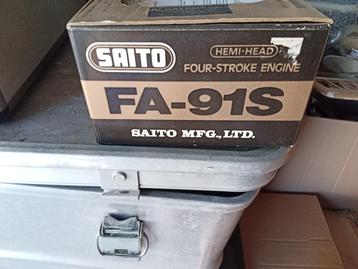 SAITO
HEMI-HEAD
FOUR-STROKE ENGINE
FA-91S
SAITO MFG., LTD.